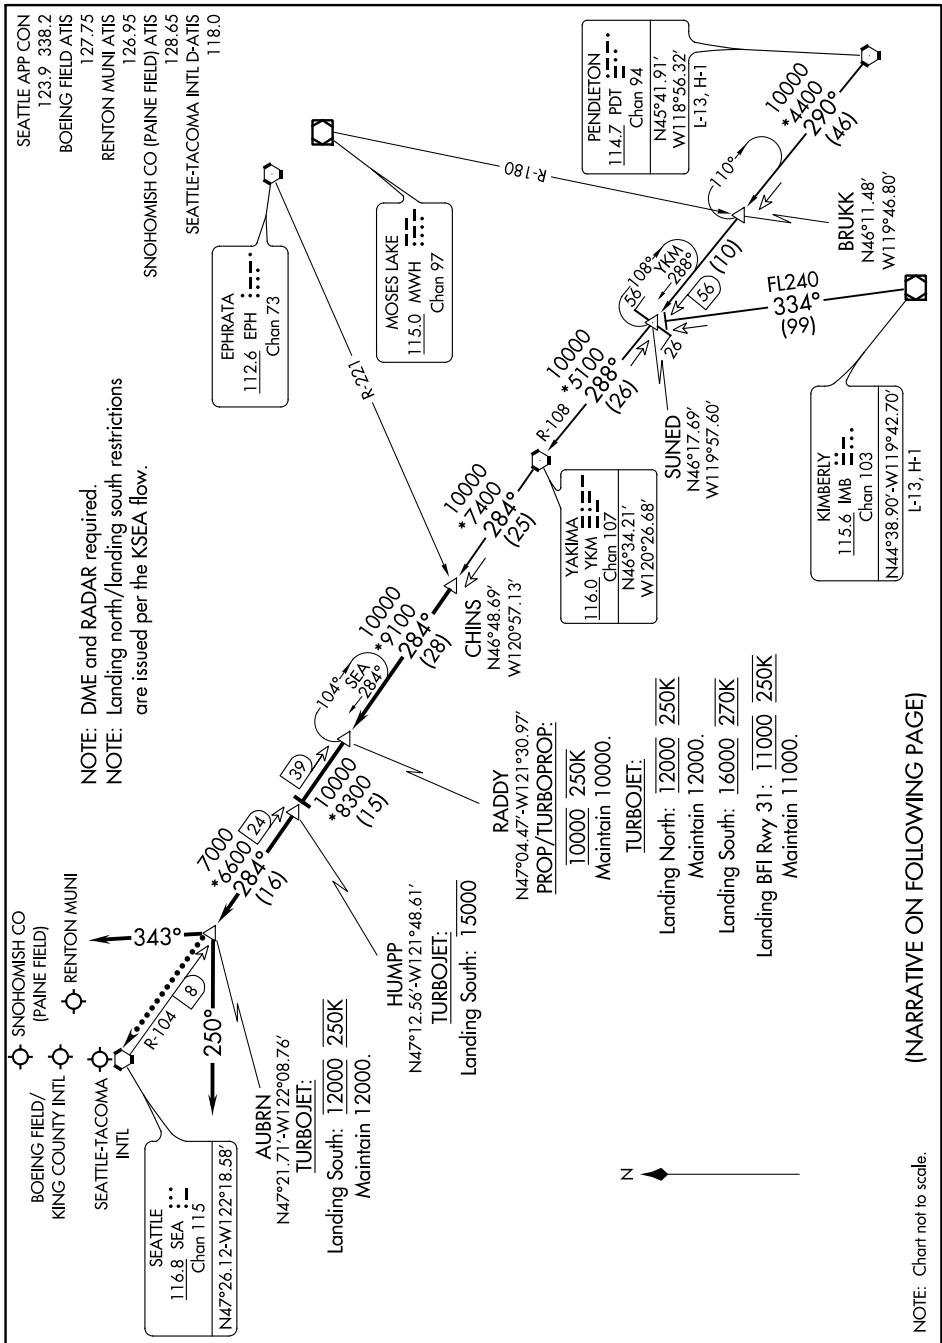 SEATTLE APP CON
123.9 338.2
BOEING FIELD ATIS
127.75
RENTON MUNI ATIS
126.95
SNOHOMISH CO (PAINE FIELD) ATIS
128.65
SEATTLE-TACOMA INTL D-ATIS
118.0
NOTE: DME and RADAR required.
NOTE: Landing north/landing south restrictions
are issued per the KSEA flow.
BOEING FIELD/
KING COUNTY INTL
SNOHOMISH CO
(PAINE FIELD)
RENTON MUNI
SEATTLE-TACOMA
INTL
SEATTLE
116.8 SEA
Chan 115
N47°26.12-W122°18.58′
R-104
8
343°
250°
AUBRN
N47°21.71′-W122°08.76′
TURBOJET:
Landing South: 12000 250K
Maintain 12000.
7000
*6600
284°
(16)
24
HUMPP
N47°12.56′-W121°48.61′
TURBOJET:
Landing South: 15000
39
10000
*8300
(15)
104°
SEA
284°
RADDY
N47°04.47′-W121°30.97′
PROP/TURBOPROP:
10000 250K
Maintain 10000.
TURBOJET:
Landing North: 12000 250K
Maintain 12000.
Landing South: 16000 270K
Landing BFI Rwy 31: 11000 250K
Maintain 11000.
10000
*9100
284°
(28)
CHINS
N46°48.69′
W120°57.13′
EPHRATA
112.6 EPH
Chan 73
R-221
10000
*7400
284°
(25)
MOSES LAKE
115.0 MWH
Chan 97
R-180
YAKIMA
116.0 YKM
Chan 107
N46°34.21′
W120°26.68′
R-108
10000
*5100
288°
(26)
56
108°
YKM
288°
26
56
(10)
SUNED
N46°17.69′
W119°57.60′
FL240
334°
(99)
KIMBERLY
115.6 IMB
Chan 103
N44°38.90′-W119°42.70′
L-13, H-1
110°
BRUKK
N46°11.48′
W119°46.80′
10000
*4400
290°
(46)
PENDLETON
114.7 PDT
Chan 94
N45°41.91′
W118°56.32′
L-13, H-1
N
(NARRATIVE ON FOLLOWING PAGE)
NOTE: Chart not to scale.